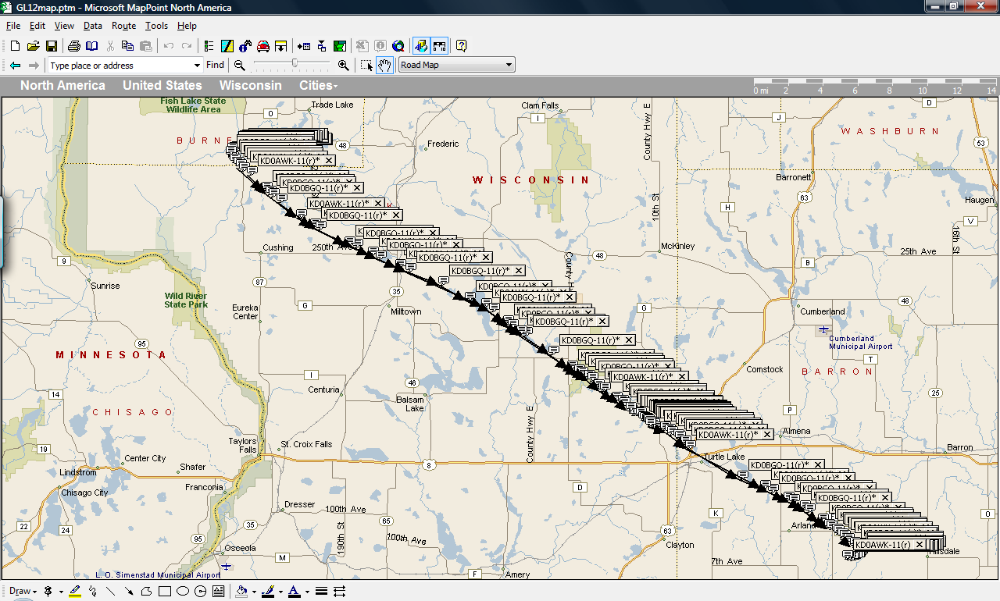 GL12map.ptm - Microsoft MapPoint North America
File Edit View Data Route Tools Help
Type place or address Find Road Map
North America United States Wisconsin Cities
0 mi 2 4 6 8 10 12 14
Fish Lake State
Wildlife Area
O
Trade Lake
Clam Falls
I
County Hwy E
D
J
WASHBURN
BURNE
48
Frederic
53
KD0AWK-11(r)*
WISCONSIN
Barronett
KD0BGQ-11(r)*
10th St
63
Haugen
KD0AWK-11(r)*
H
KD0BGQ-11(r)*
V
16th St
KD0BGQ-11(r)*
Cushing
250th
KD0BGQ-11(r)*
McKinley
25th Ave
9
KD0BGQ-11(r)*
48
B
KD0BGQ-11(r)*
Sunrise
87
35
County H
KD0BGQ-11(r)*
Wild River
State Park
KD0BGQ-11(r)*
48
G
Eureka
Center
Milltown
G
Cumberland
KD0BGQ-11(r)*
Cumberland
Municipal Airport
95
KD0BGQ-11(r)*
MINNESOTA
T
KD0BGQ-11(r)*
Comstock
BARRON
I
KD0AWK-11(r)*
46
Centuria
25
14
Balsam
Lake
CHISAGO
County Hwy E
P
KD0AWK-11(r)*
Almena
Taylors
Falls
St. Croix Falls
19
Center City
Turtle Lake
Barron
8
KD0BGQ-11(r)*
Lindstrom
Shafer
KD0BGQ-11(r)*
Franconia
D
KD0BGQ-11(r)*
Chisago City
KD0BGQ-11(r)*
Dresser
100th Ave
K
O
22
24
35
65
Arland
95
190th St
100th Ave
63
Clayton
KD0AWK-11(r)
Osceola
M
7th Ave
Hillsdale
L. O. Simenstad Municipal Airport
F
Amery
Draw